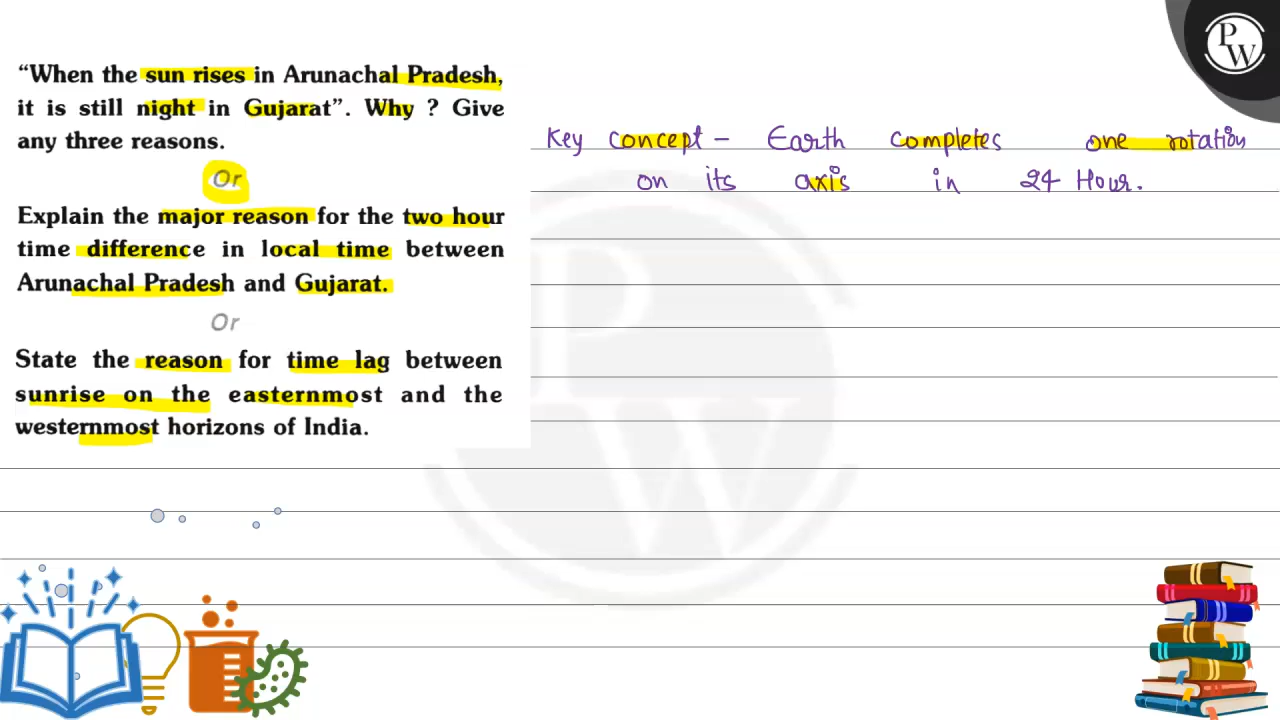 "When the sun rises in Arunachal Pradesh,
it is still night in Gujarat". Why ? Give
any three reasons.
Or
Explain the major reason for the two hour
time difference in local time between
Arunachal Pradesh and Gujarat.
Or
State the reason for time lag between
sunrise on the easternmost and the
westernmost horizons of India.
Key concept – Earth completes one rotation
on its axis in 24 Hour.
PW
PW